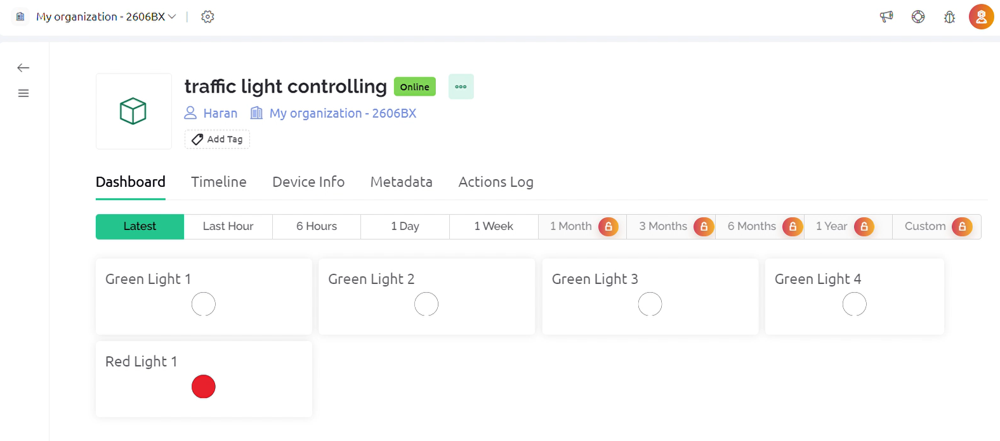 My organization - 2606BX
traffic light controlling Online
Haran My organization - 2606BX
Add Tag
Dashboard Timeline Device Info Metadata Actions Log
Latest Last Hour 6 Hours 1 Day 1 Week 1 Month 3 Months 6 Months 1 Year Custom
Green Light 1 Green Light 2 Green Light 3 Green Light 4
Red Light 1